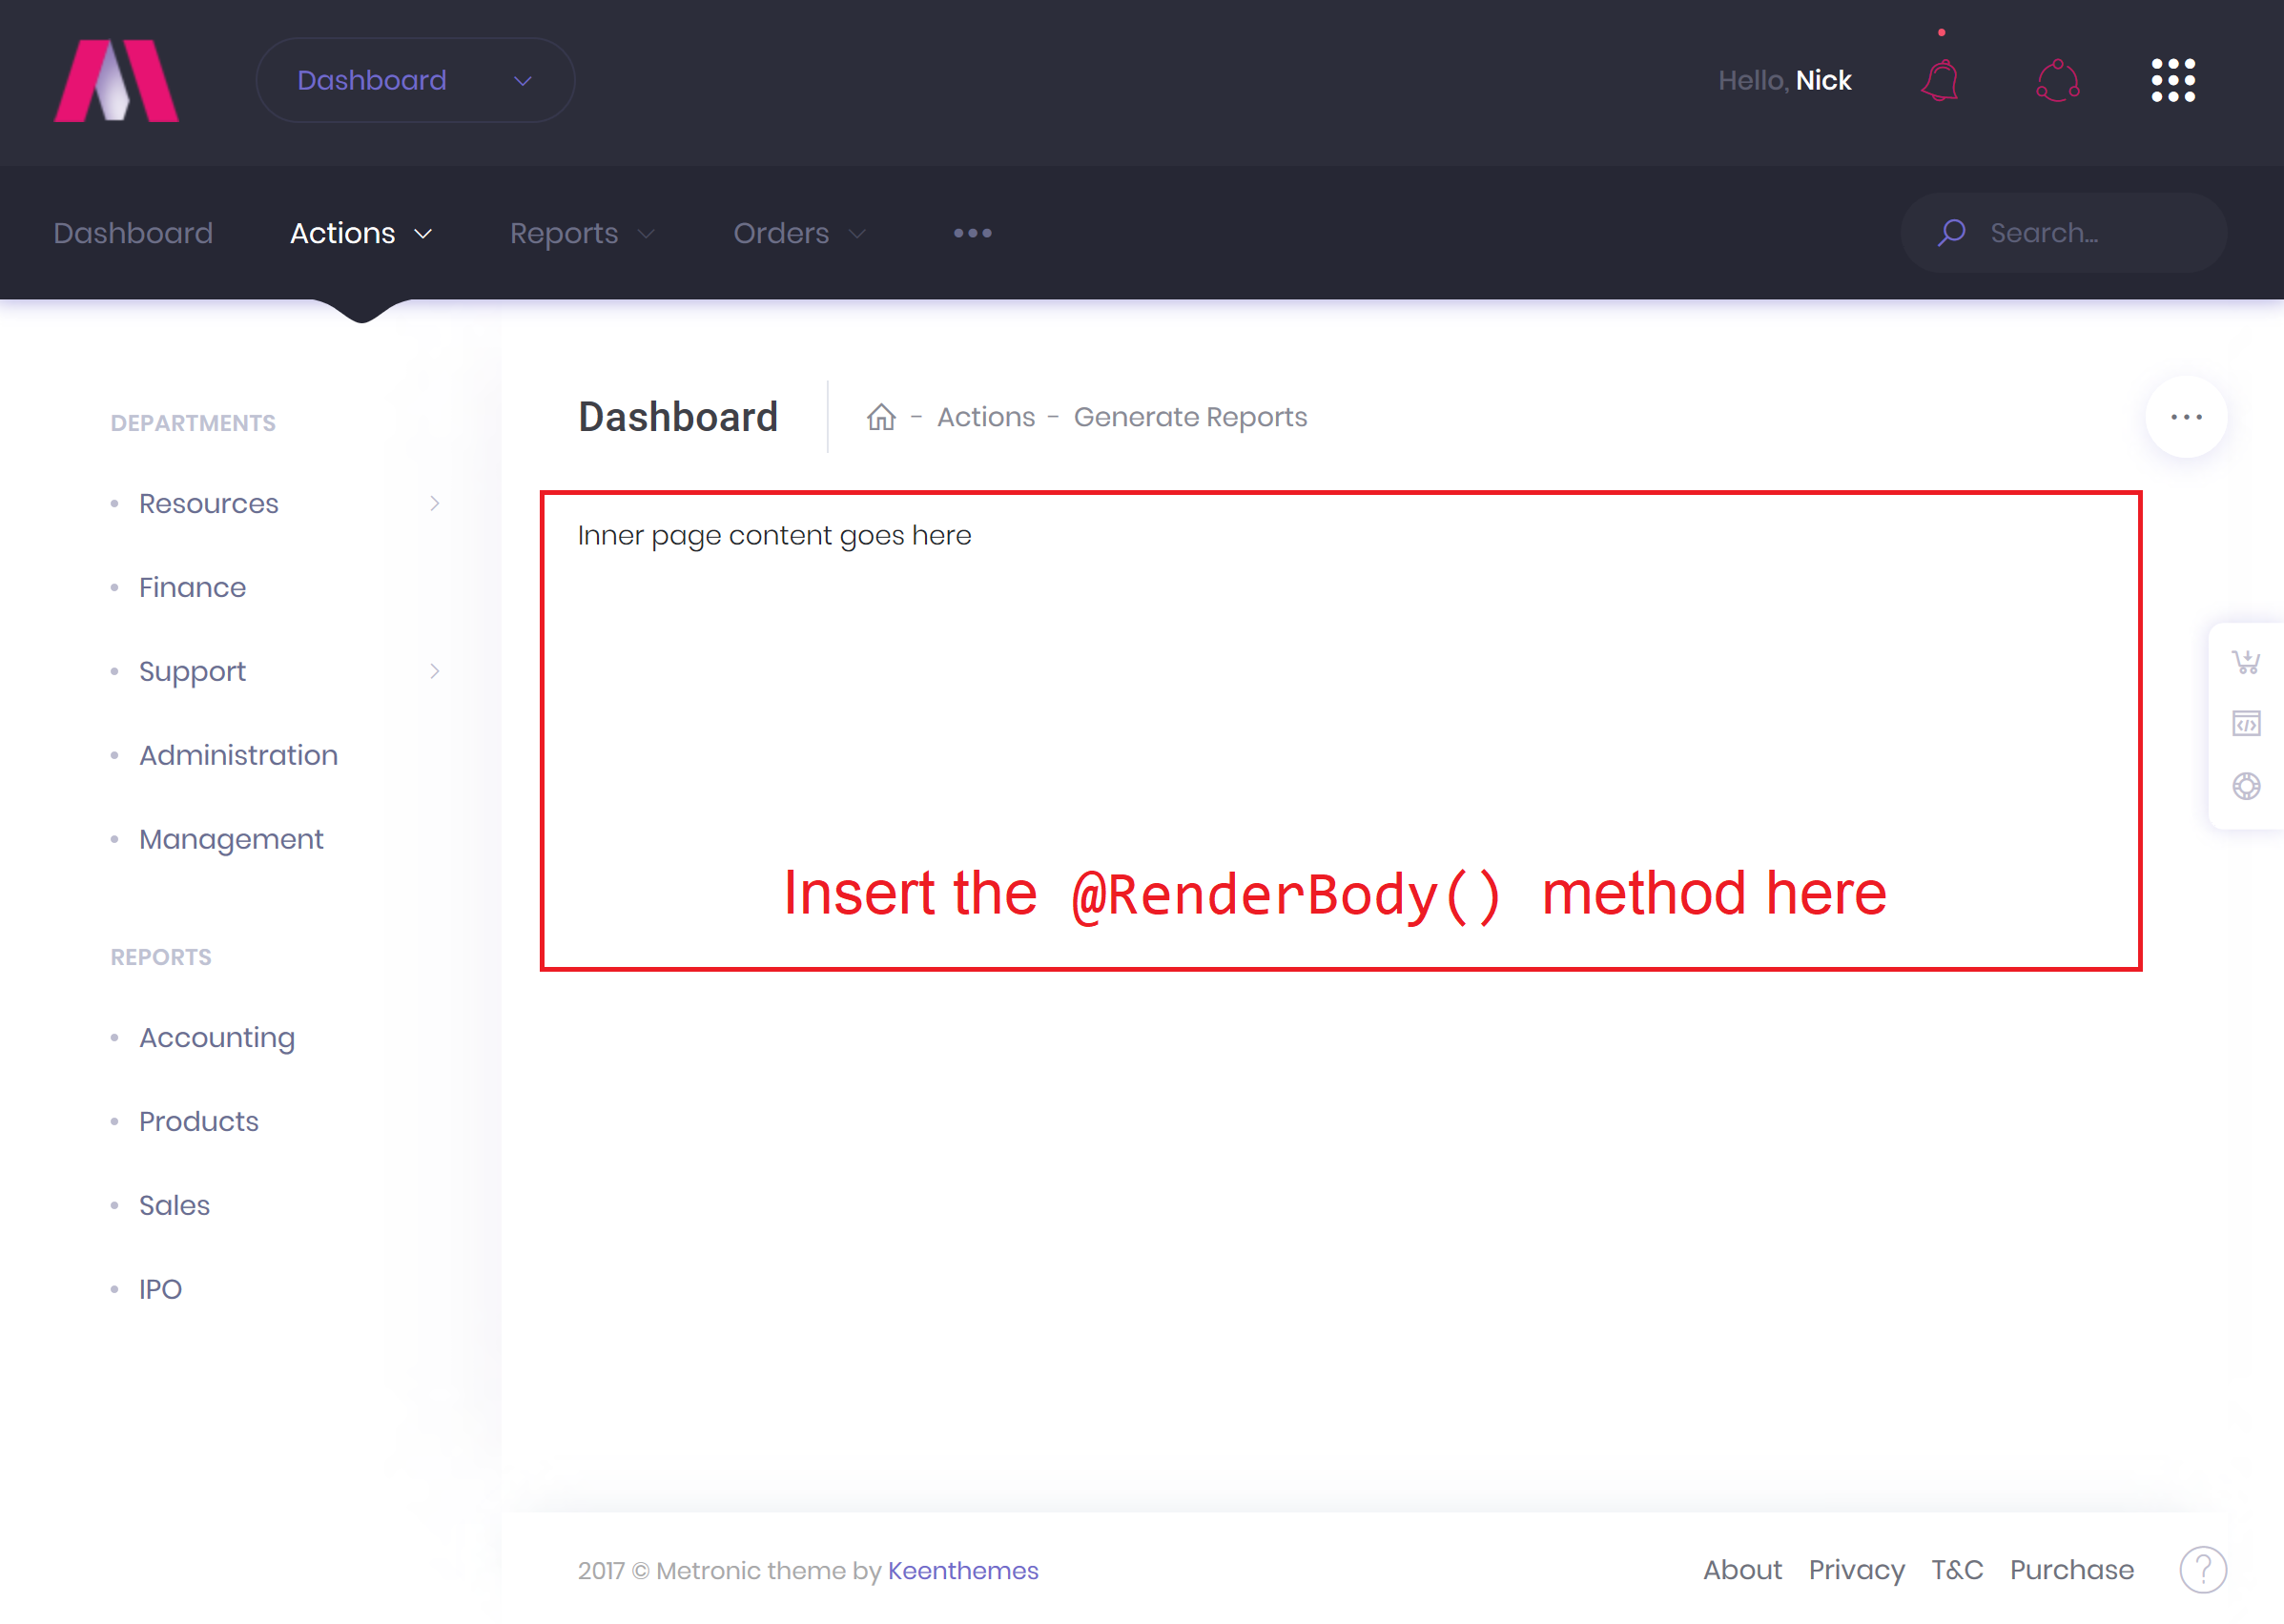 Dashboard
Hello, Nick
Dashboard
Actions
Reports
Orders
Search...
DEPARTMENTS
Resources
Finance
Support
Administration
Management
REPORTS
Accounting
Products
Sales
IPO
Dashboard
- Actions - Generate Reports
Inner page content goes here
Insert the @RenderBody() method here
2017 © Metronic theme by Keenthemes
About Privacy T&C Purchase